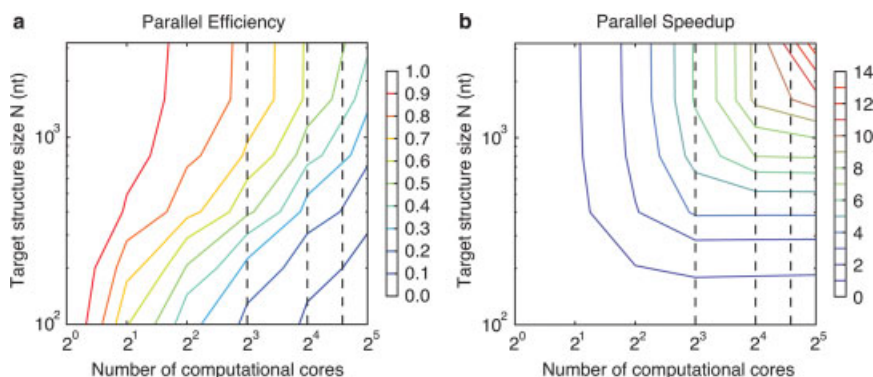 a Parallel Efficiency
Target structure size N (nt)
10³
10²
2⁰ 2¹ 2² 2³ 2⁴ 2⁵
Number of computational cores
1.0
0.9
0.8
0.7
0.6
0.5
0.4
0.3
0.2
0.1
0.0
b Parallel Speedup
Target structure size N (nt)
10³
10²
2⁰ 2¹ 2² 2³ 2⁴ 2⁵
Number of computational cores
14
12
10
8
6
4
2
0